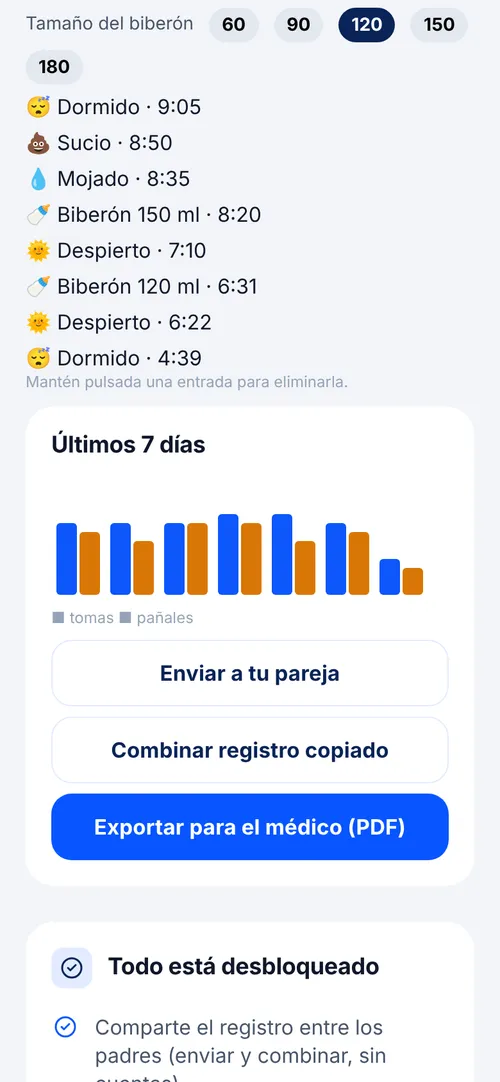 Tamaño del biberón 60 90 120 150
180
😴 Dormido · 9:05
💩 Sucio · 8:50
💧 Mojado · 8:35
🍼 Biberón 150 ml · 8:20
🌞 Despierto · 7:10
🍼 Biberón 120 ml · 6:31
🌞 Despierto · 6:22
😴 Dormido · 4:39
Mantén pulsada una entrada para eliminarla.
Últimos 7 días
■ tomas ■ pañales
Enviar a tu pareja
Combinar registro copiado
Exportar para el médico (PDF)
Todo está desbloqueado
Comparte el registro entre los
padres (enviar y combinar, sin
cuentas)